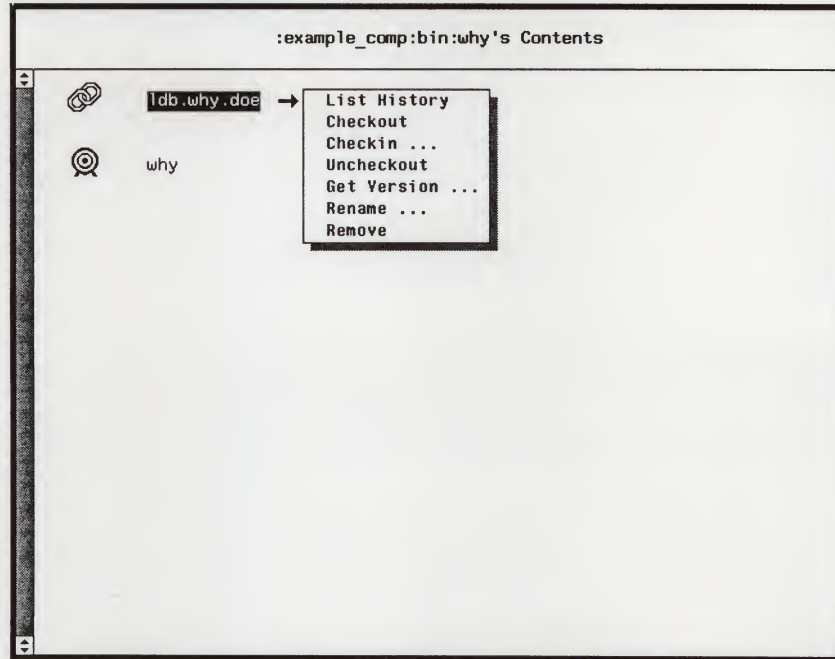 :example_comp:bin:why's Contents
ldb.why.doe
List History
Checkout
Checkin ...
why
Uncheckout
Get Version ...
Rename ...
Remove